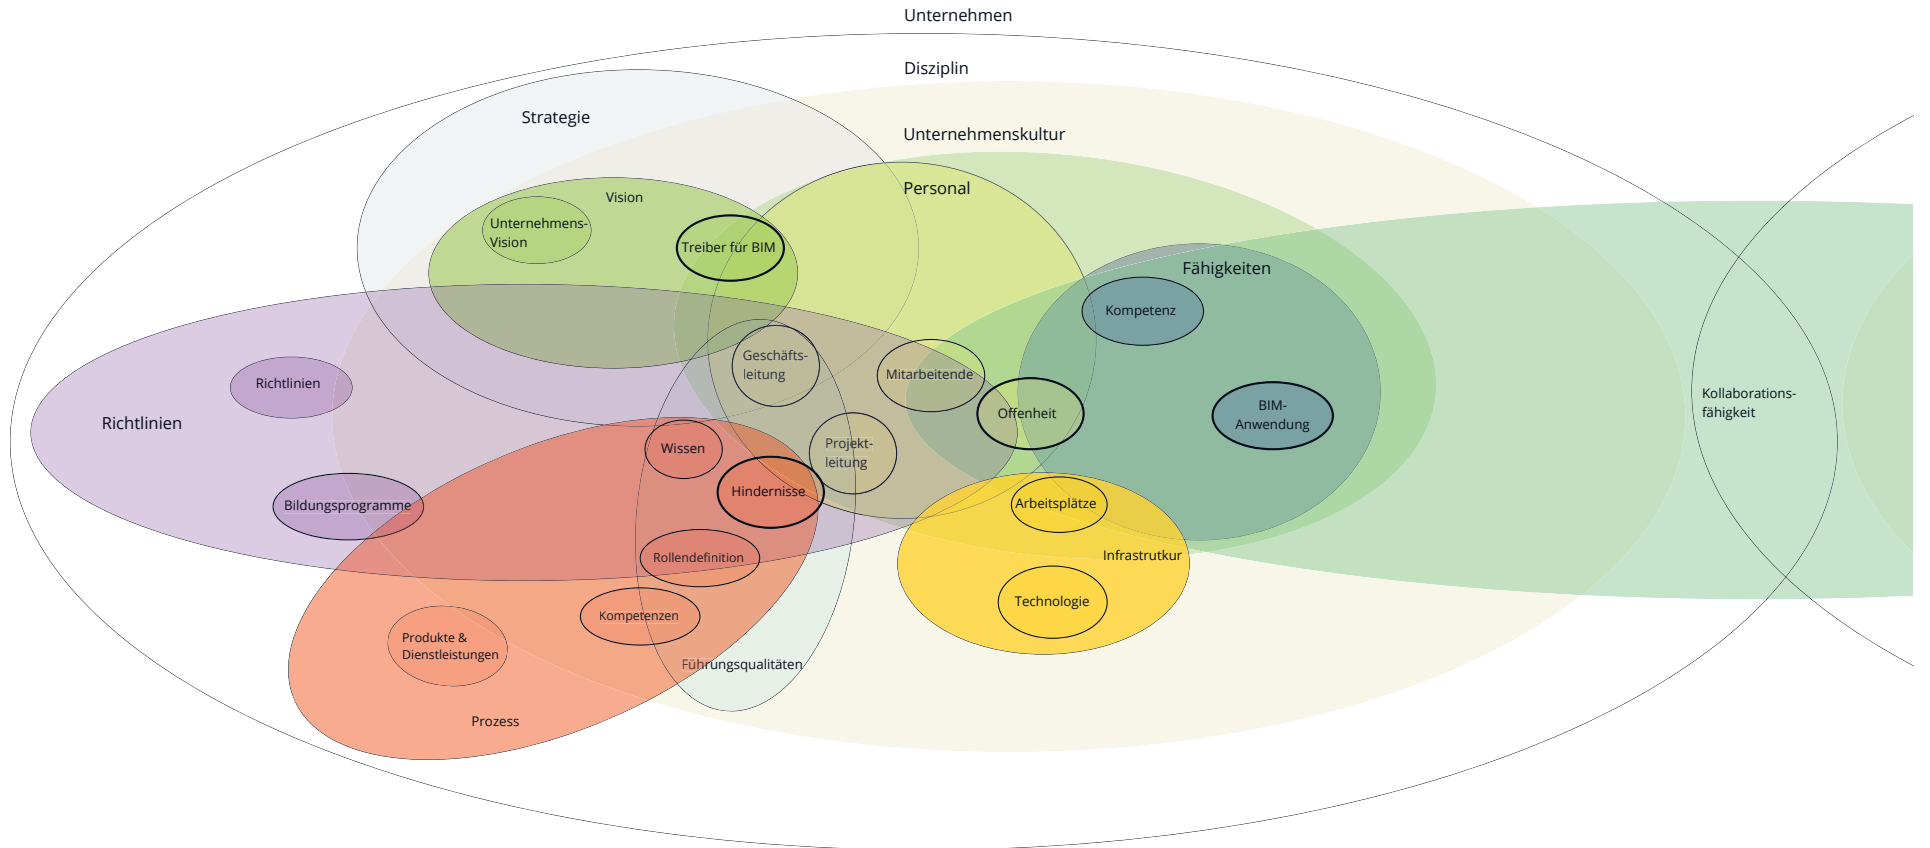 Unternehmen
Disziplin
Strategie
Unternehmenskultur
Personal
Vision
Unternehmens-
Vision
Treiber für BIM
Fähigkeiten
Kompetenz
Geschäfts-
leitung
Mitarbeitende
Richtlinien
Offenheit
BIM-
Anwendung
Kollaborations-
fähigkeit
Richtlinien
Wissen
Projekt-
leitung
Hindernisse
Bildungsprogramme
Arbeitsplätze
Rollendefinition
Infrastrutkur
Technologie
Kompetenzen
Produkte &
Dienstleistungen
Führungsqualitäten
Prozess